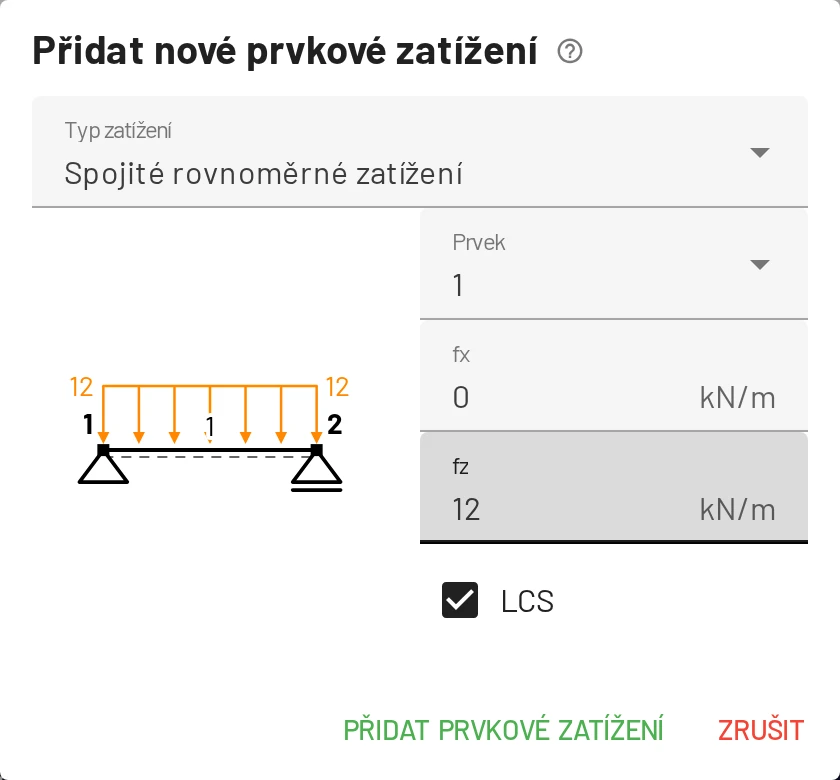 Přidat nové prvkové zatížení ?
Typ zatížení
Spojité rovnoměrné zatížení
Prvek
1
fx
0 kN/m
fz
12 kN/m
12 12
1 1 2
LCS
PŘIDAT PRVKOVÉ ZATÍŽENÍ ZRUŠIT